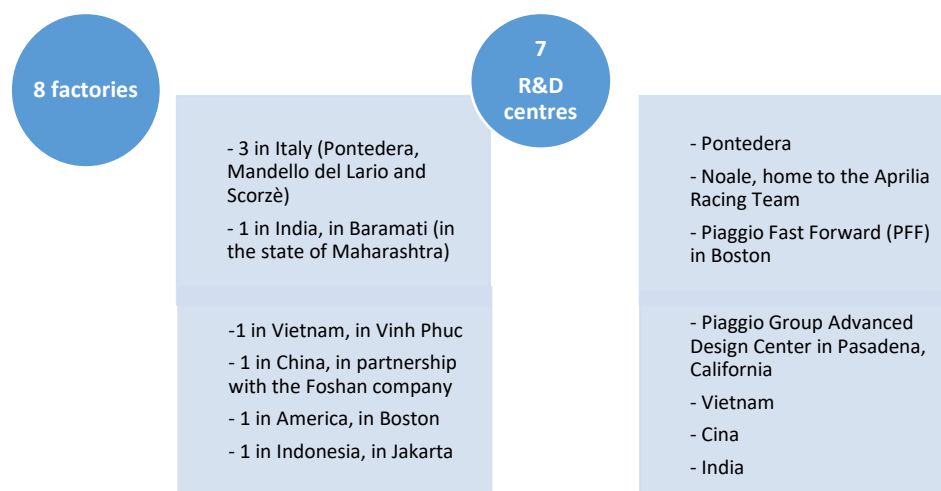 8 factories
- 3 in Italy (Pontedera,
Mandello del Lario and
Scorzè)
- 1 in India, in Baramati (in
the state of Maharashtra)
-1 in Vietnam, in Vinh Phuc
- 1 in China, in partnership
with the Foshan company
- 1 in America, in Boston
- 1 in Indonesia, in Jakarta
7
R&D
centres
- Pontedera
- Noale, home to the Aprilia
Racing Team
- Piaggio Fast Forward (PFF)
in Boston
- Piaggio Group Advanced
Design Center in Pasadena,
California
- Vietnam
- Cina
- India